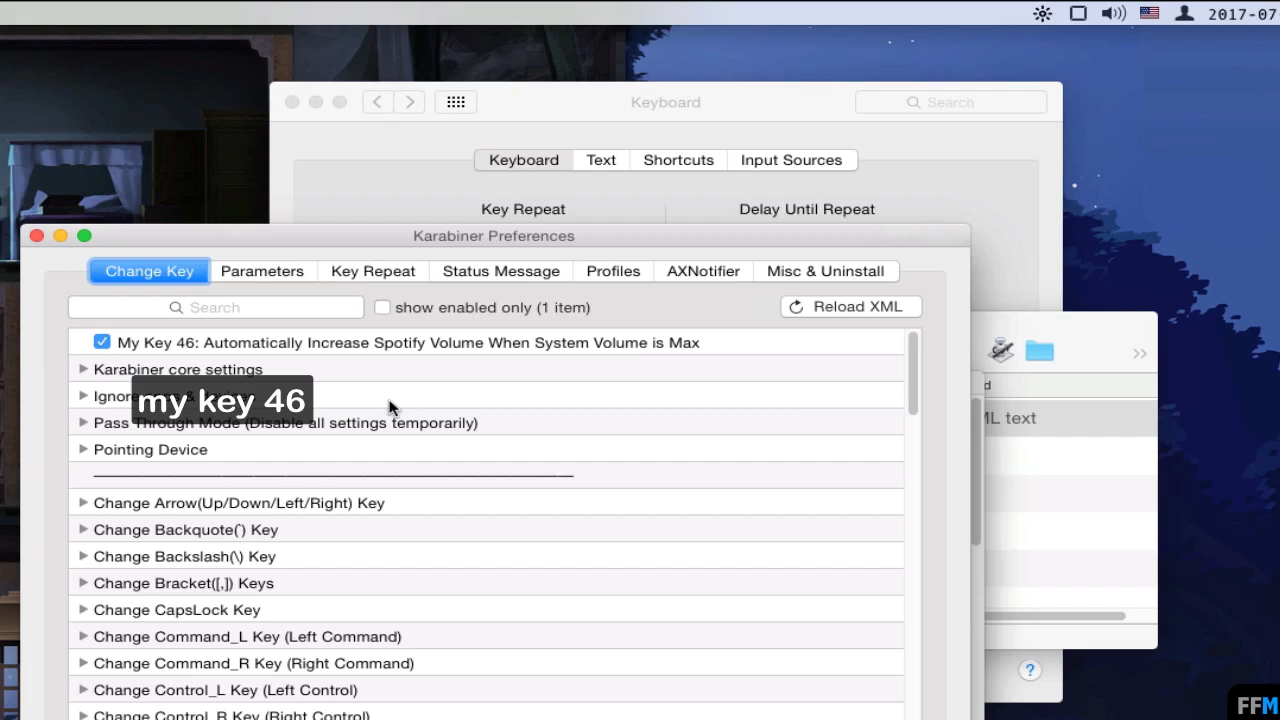 2017-07
Keyboard
Search
Keyboard Text Shortcuts Input Sources
Key Repeat Delay Until Repeat
Karabiner Preferences
Change Key Parameters Key Repeat Status Message Profiles AXNotifier Misc & Uninstall
Search
show enabled only (1 item)
Reload XML
My Key 46: Automatically Increase Spotify Volume When System Volume is Max
Karabiner core settings
my key 46
Pass Through Mode (Disable all settings temporarily)
Pointing Device
Change Arrow(Up/Down/Left/Right) Key
Change Backquote(`) Key
Change Backslash(\) Key
Change Bracket([,]) Keys
Change CapsLock Key
Change Command_L Key (Left Command)
Change Command_R Key (Right Command)
Change Control_L Key (Left Control)
Change Control_R Key (Right Control)
d
ML text
?
FFM